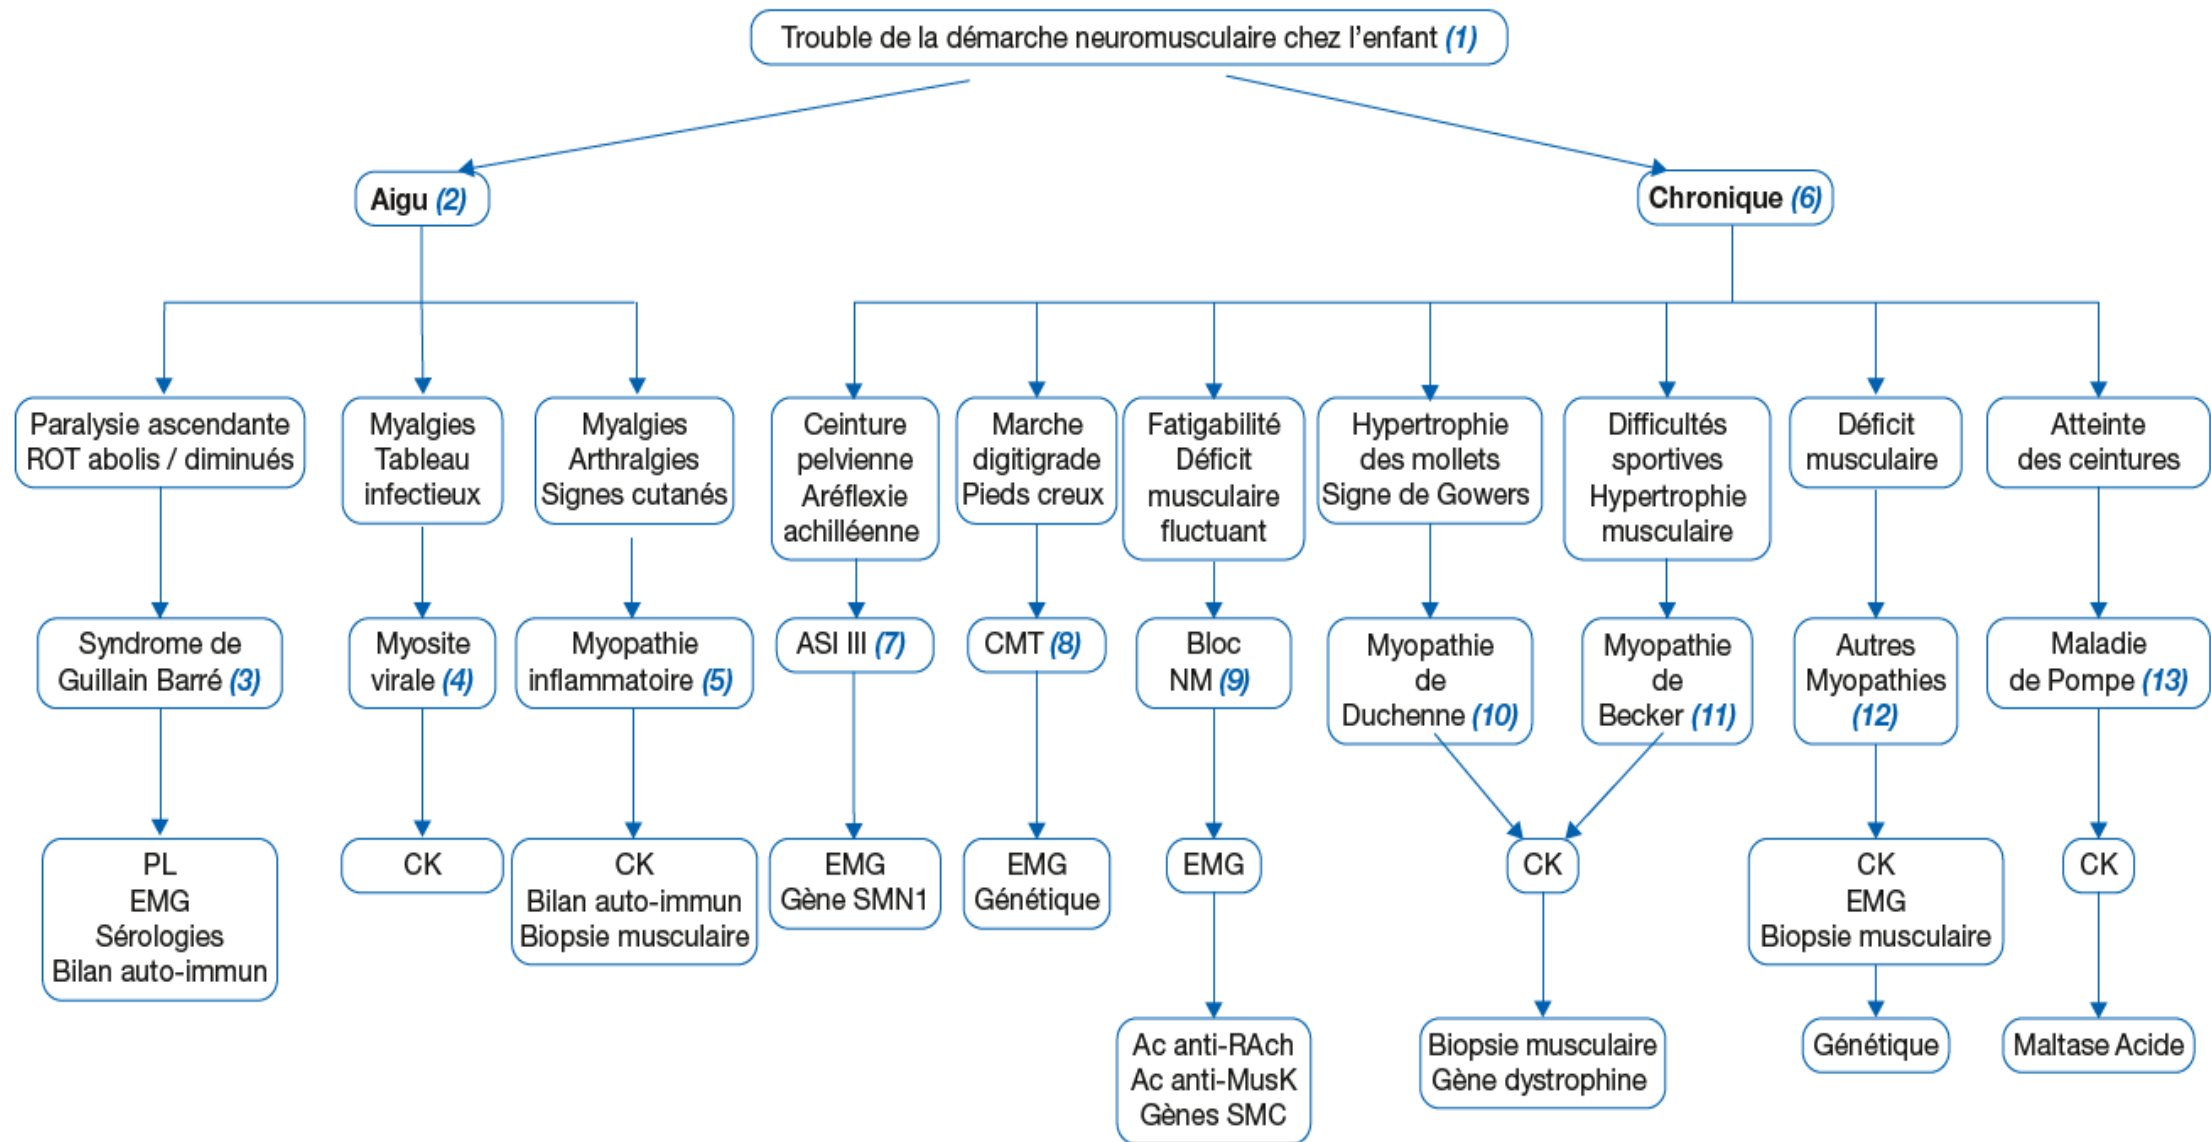 Trouble de la démarche neuromusculaire chez l'enfant (1)
Aigu (2)
Chronique (6)
Paralysie ascendante
ROT abolis / diminués
Myalgies
Tableau
infectieux
Myalgies
Arthralgies
Signes cutanés
Ceinture
pelvienne
Aréflexie
achilléenne
Marche
digitigrade
Pieds creux
Fatigabilité
Déficit
musculaire
fluctuant
Hypertrophie
des mollets
Signe de Gowers
Difficultés
sportives
Hypertrophie
musculaire
Déficit
musculaire
Atteinte
des ceintures
Syndrome de
Guillain Barré (3)
Myosite
virale (4)
Myopathie
inflammatoire (5)
ASI III (7)
CMT (8)
Bloc
NM (9)
Myopathie
de
Duchenne (10)
Myopathie
de
Becker (11)
Autres
Myopathies
(12)
Maladie
de Pompe (13)
PL
EMG
Sérologies
Bilan auto-immun
CK
CK
Bilan auto-immun
Biopsie musculaire
EMG
Gène SMN1
EMG
Génétique
EMG
CK
CK
EMG
Biopsie musculaire
CK
Ac anti-RAch
Ac anti-MusK
Gènes SMC
Biopsie musculaire
Gène dystrophine
Génétique
Maltase Acide